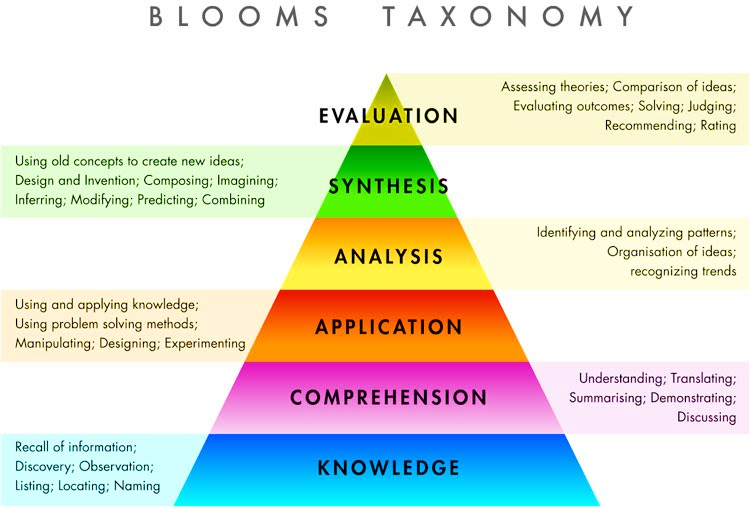 BLOOMS TAXONOMY
EVALUATION
Assessing theories; Comparison of ideas;
Evaluating outcomes; Solving; Judging;
Recommending; Rating
Using old concepts to create new ideas;
Design and Invention; Composing; Imagining;
Inferring; Modifying; Predicting; Combining
SYNTHESIS
ANALYSIS
Identifying and analyzing patterns;
Organisation of ideas;
recognizing trends
Using and applying knowledge;
Using problem solving methods;
Manipulating; Designing; Experimenting
APPLICATION
COMPREHENSION
Understanding; Translating;
Summarising; Demonstrating;
Discussing
Recall of information;
Discovery; Observation;
Listing; Locating; Naming
KNOWLEDGE